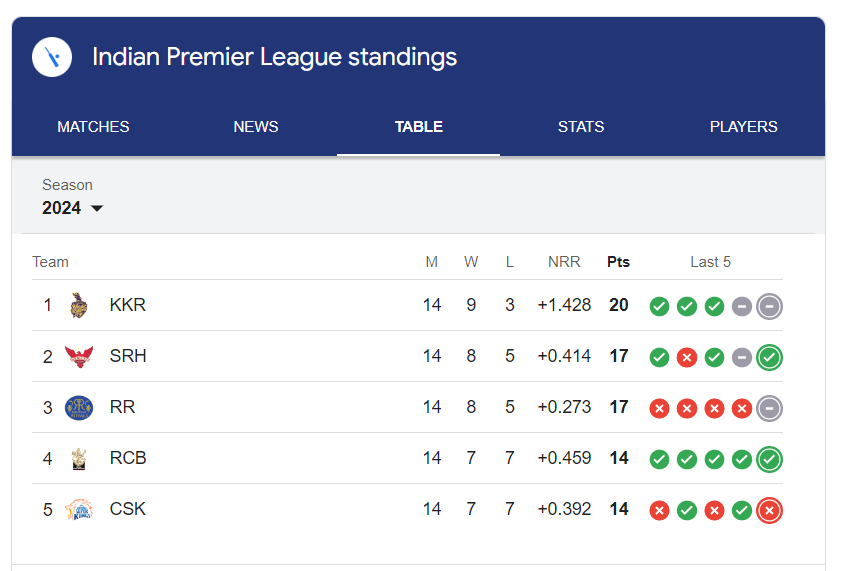 Indian Premier League standings
MATCHES NEWS TABLE STATS PLAYERS
Season
2024
Team M W L NRR Pts Last 5
1 KKR 14 9 3 +1.428 20
2 SRH 14 8 5 +0.414 17
3 RR 14 8 5 +0.273 17
4 RCB 14 7 7 +0.459 14
5 CSK 14 7 7 +0.392 14